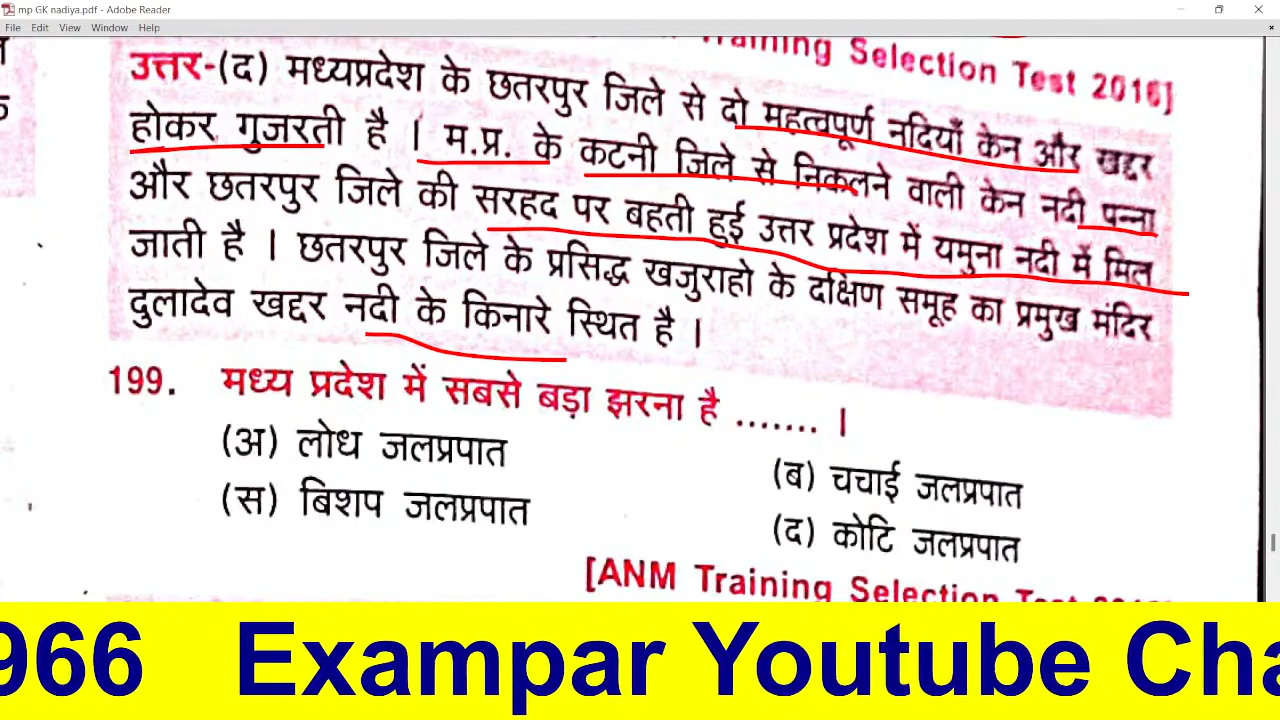 mp GK nadiya.pdf - Adobe Reader
File Edit View Window Help
Training Selection Test 2016]
उत्तर-(द) मध्यप्रदेश के छतरपुर जिले से दो महत्वपूर्ण नदियाँ केन और खद्दर
होकर गुजरती है । म.प्र. के कटनी जिले से निकलने वाली केन नदी पन्ना
और छतरपुर जिले की सरहद पर बहती हुई उत्तर प्रदेश में यमुना नदी में मिल
जाती है । छतरपुर जिले के प्रसिद्ध खजुराहो के दक्षिण समूह का प्रमुख मंदिर
दुलादेव खद्दर नदी के किनारे स्थित है ।
199. मध्य प्रदेश में सबसे बड़ा झरना है ....... ।
(अ) लोध जलप्रपात (ब) चचाई जलप्रपात
(स) बिशप जलप्रपात (द) कोटि जलप्रपात
[ANM Training Selection Test
966 Exampar Youtube Cha